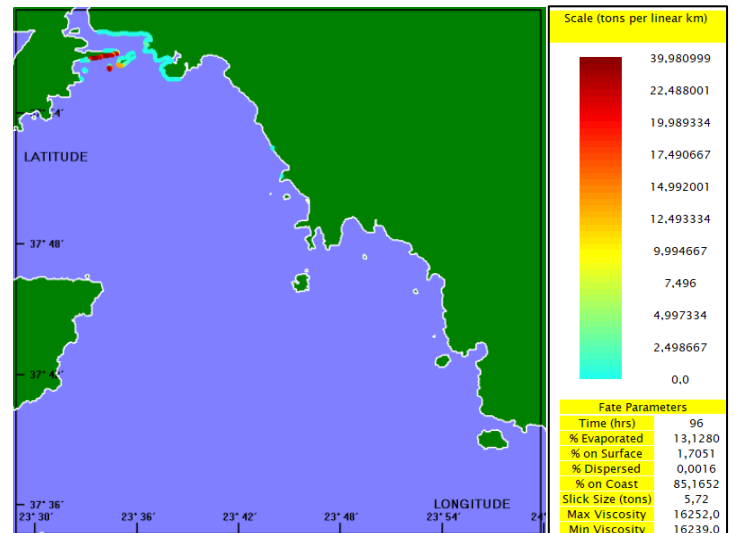 Scale (tons per linear km)
39,980999
22,488001
19,989334
17,490667
14,992001
12,493334
9,994667
7,496
4,997334
2,498667
0.0
LATITUDE
37° 48'
37° 36'
LONGITUDE
23° 30'
23° 36'
23° 42'
23° 48'
23° 54'
24°
Fate Parameters
Time (hrs) 96
% Evaporated 13,1280
% on Surface 1,7051
% Dispersed 0,0016
% on Coast 85,1652
Slick Size (tons) 5,72
Max Viscosity 16252,0
Min Viscosity 16239,0